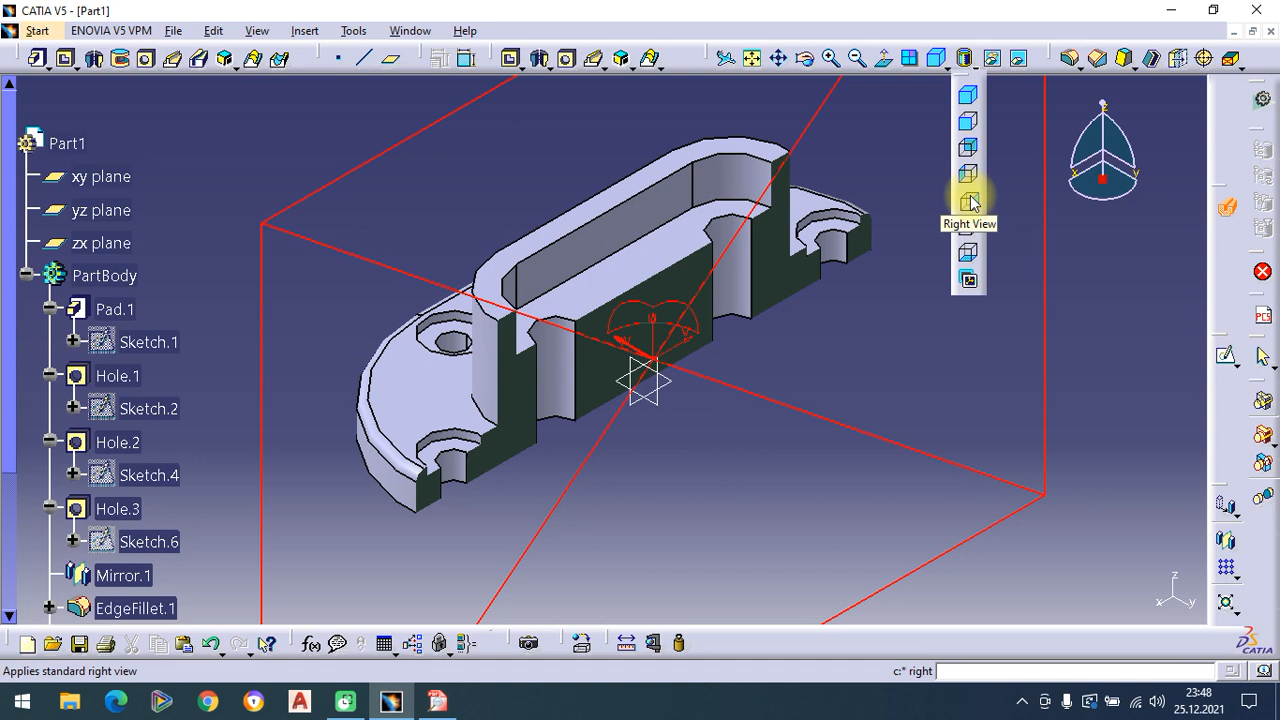 CATIA V5 - [Part1]
Start ENOVIA V5 VPM File Edit View Insert Tools Window Help
Part1
xy plane
yz plane
zx plane
PartBody
Pad.1
Sketch.1
Hole.1
Sketch.2
Hole.2
Sketch.4
Hole.3
Sketch.6
Mirror.1
EdgeFillet.1
Right View
z
x y
PCS
f(x)
CATIA
Applies standard right view
c:* right
23:48
25.12.2021